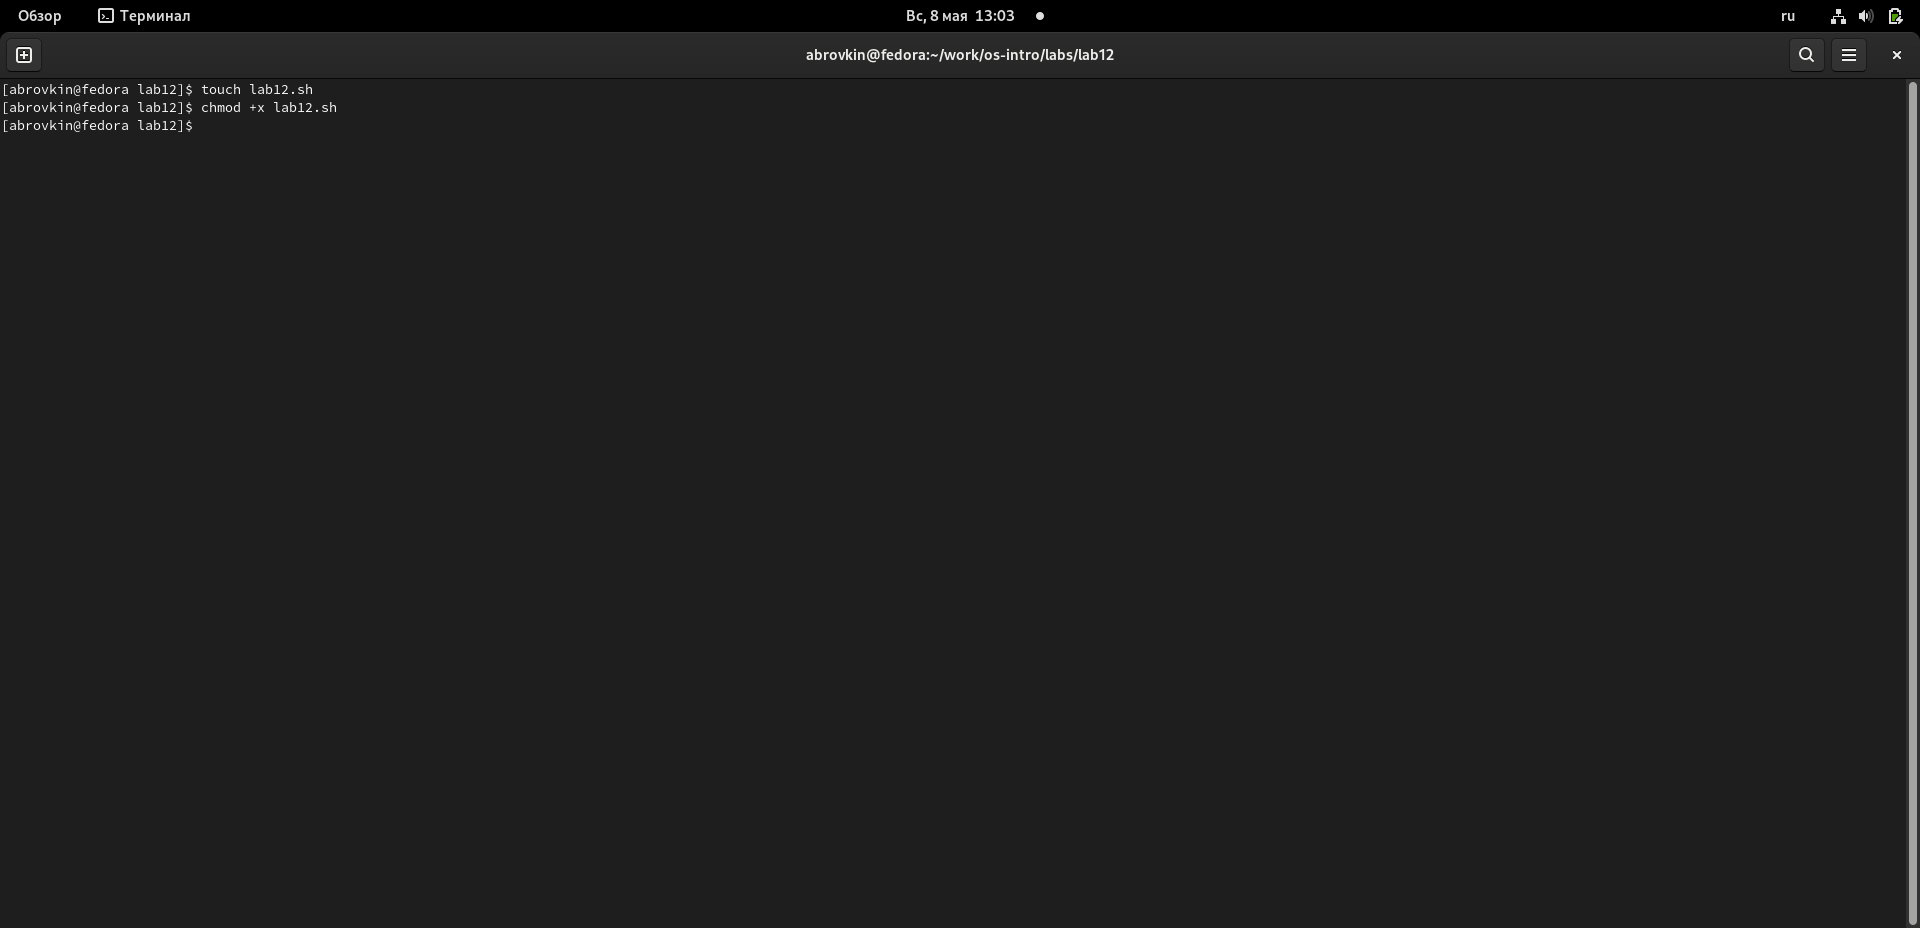 Обзор Терминал Вс, 8 мая 13:03 ru
abrovkin@fedora:~/work/os-intro/labs/lab12
[abrovkin@fedora lab12]$ touch lab12.sh
[abrovkin@fedora lab12]$ chmod +x lab12.sh
[abrovkin@fedora lab12]$